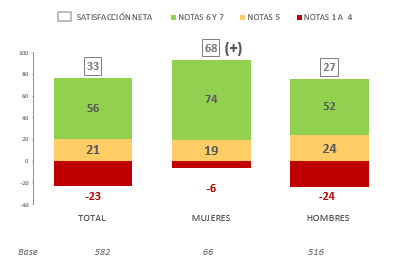 SATISFACCIÓN NETA NOTAS 6 Y 7 NOTAS 5 NOTAS 1 A 4
33 68 (+) 27
100
80
60
40
20
0
-20
-40
56 74 52
21 19 24
-23 -6 -24
TOTAL MUJERES HOMBRES
Base 582 66 516